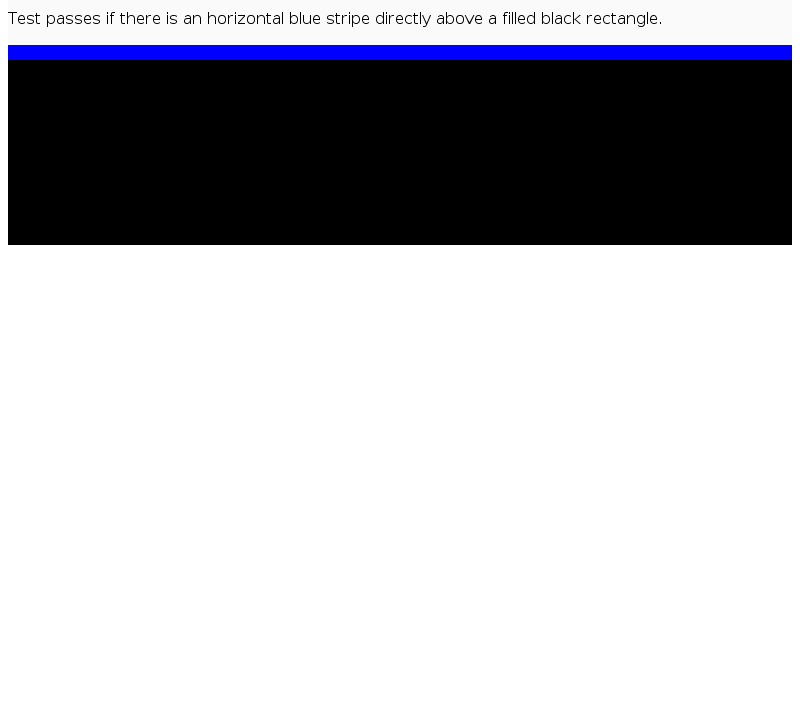 Test passes if there is an horizontal blue stripe directly above a filled black rectangle.